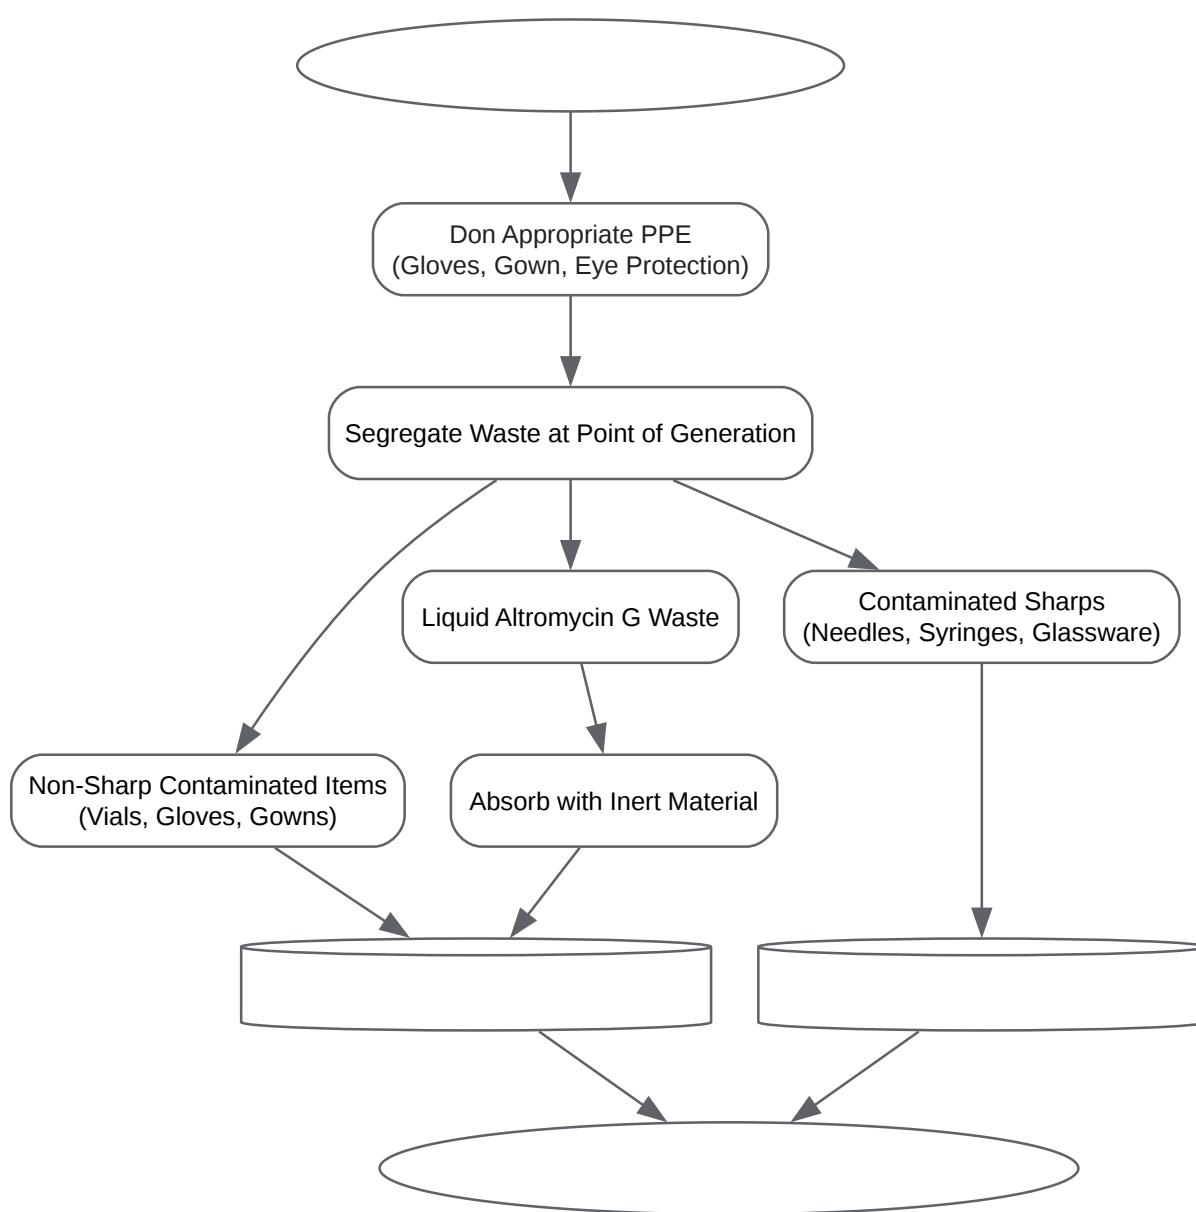 Don Appropriate PPE
(Gloves, Gown, Eye Protection)
Segregate Waste at Point of Generation
Liquid Altromycin G Waste
Contaminated Sharps
(Needles, Syringes, Glassware)
Non-Sharp Contaminated Items
(Vials, Gloves, Gowns)
Absorb with Inert Material